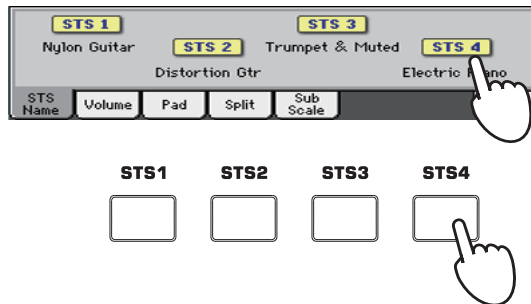 STS 1 STS 3
Nylon Guitar STS 2 Trumpet & Muted STS 4
Distortion Gtr Electric
STS Name Volume Pad Split Sub Scale
STS1 STS2 STS3 STS4